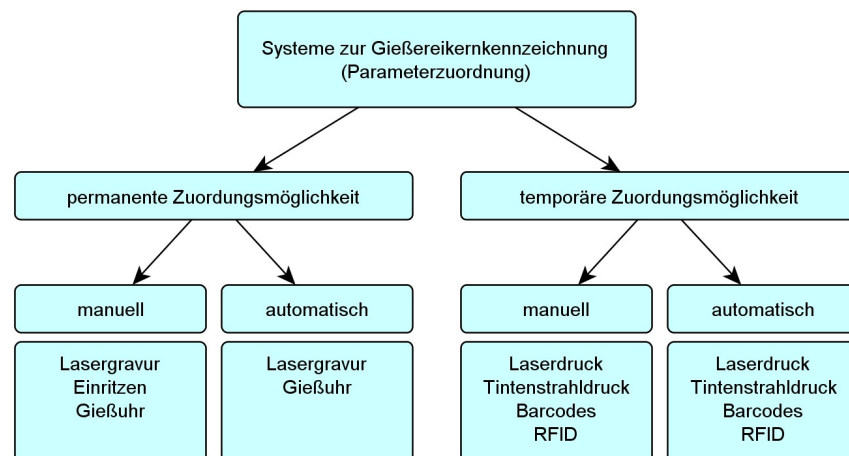 Systeme zur Gießereikernkennzeichnung
(Parameterzuordnung)
permanente Zuordungsmöglichkeit
temporäre Zuordungsmöglichkeit
manuell
automatisch
manuell
automatisch
Lasergravur
Einritzen
Gießuhr
Lasergravur
Gießuhr
Laserdruck
Tintenstrahldruck
Barcodes
RFID
Laserdruck
Tintenstrahldruck
Barcodes
RFID